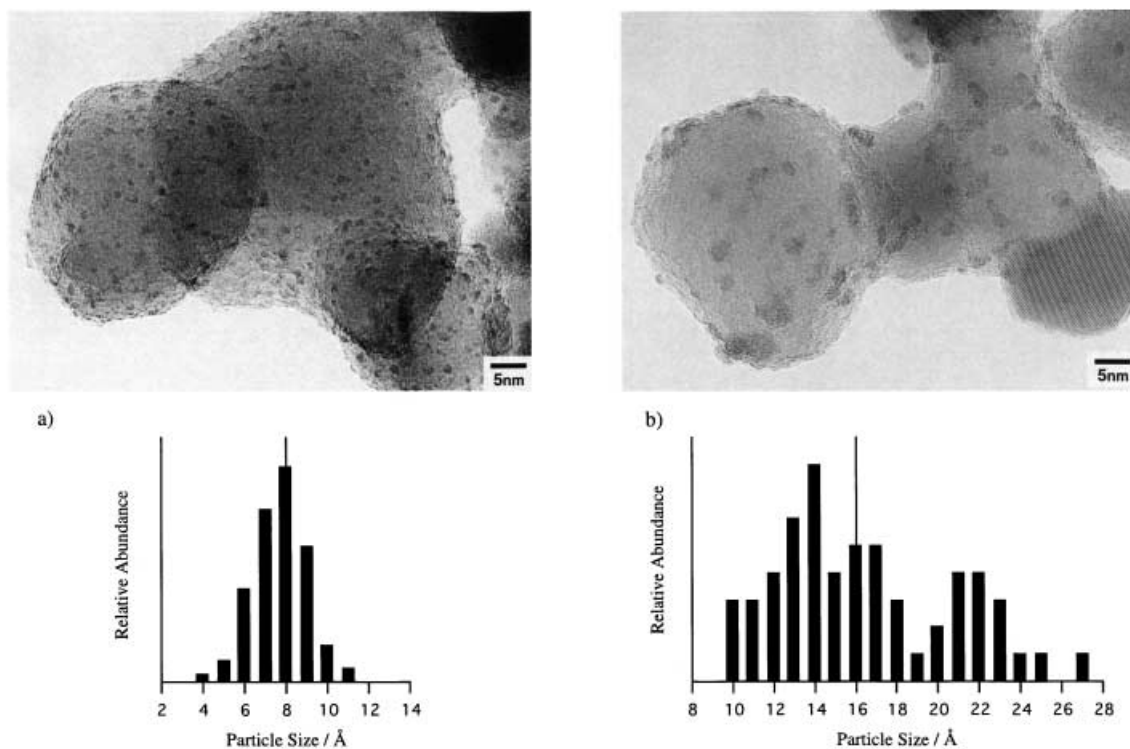 5nm
5nm
a)
b)
Relative Abundance
2 4 6 8 10 12 14
Particle Size / Å
Relative Abundance
8 10 12 14 16 18 20 22 24 26 28
Particle Size / Å